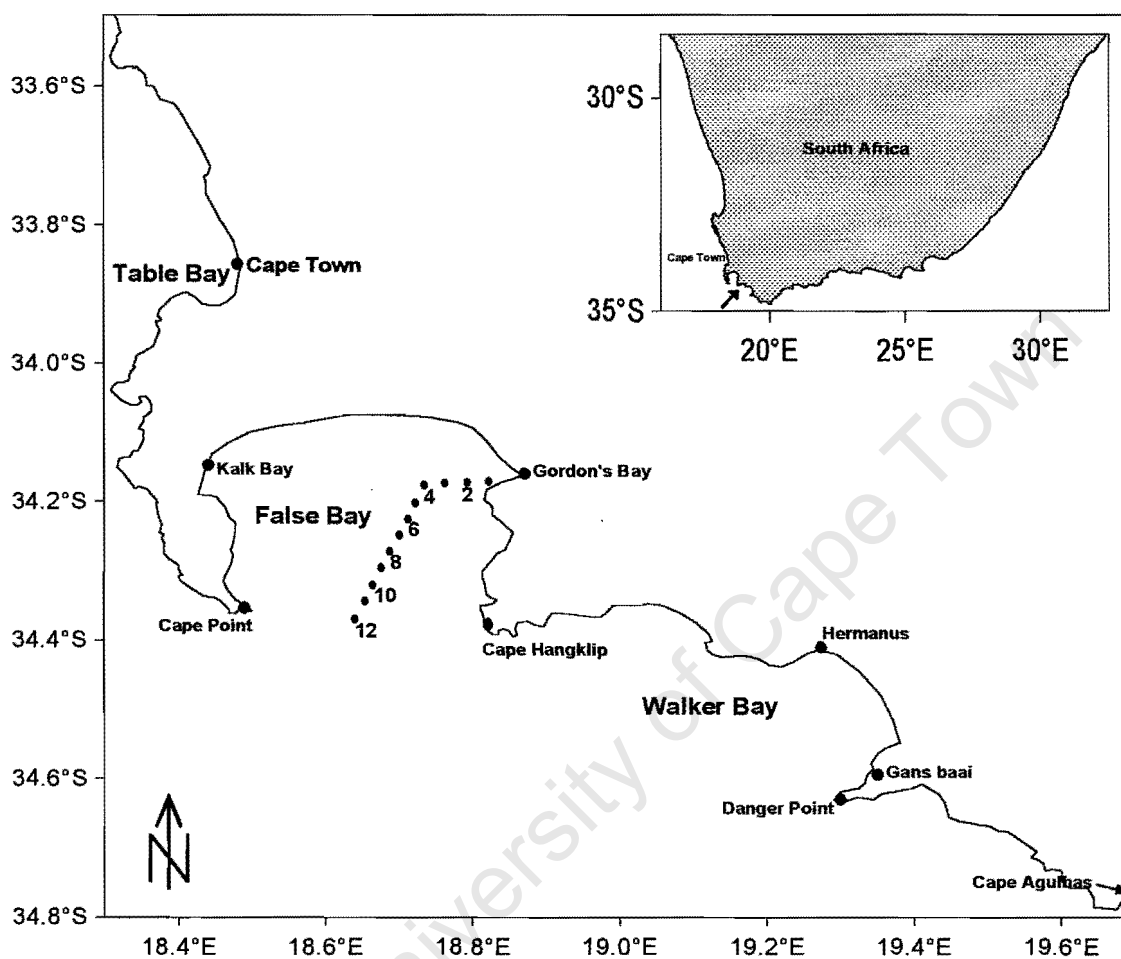 33.6°S
33.8°S
34.0°S
34.2°S
34.4°S
34.6°S
34.8°S
18.4°E
18.6°E
18.8°E
19.0°E
19.2°E
19.4°E
19.6°E
Table Bay
Cape Town
Kalk Bay
Gordon's Bay
False Bay
2
4
6
8
10
12
Cape Point
Cape Hangklip
Hermanus
Walker Bay
Gans baai
Danger Point
Cape Agulhas
N
30°S
35°S
20°E
25°E
30°E
South Africa
Cape Town
University of Cape Town